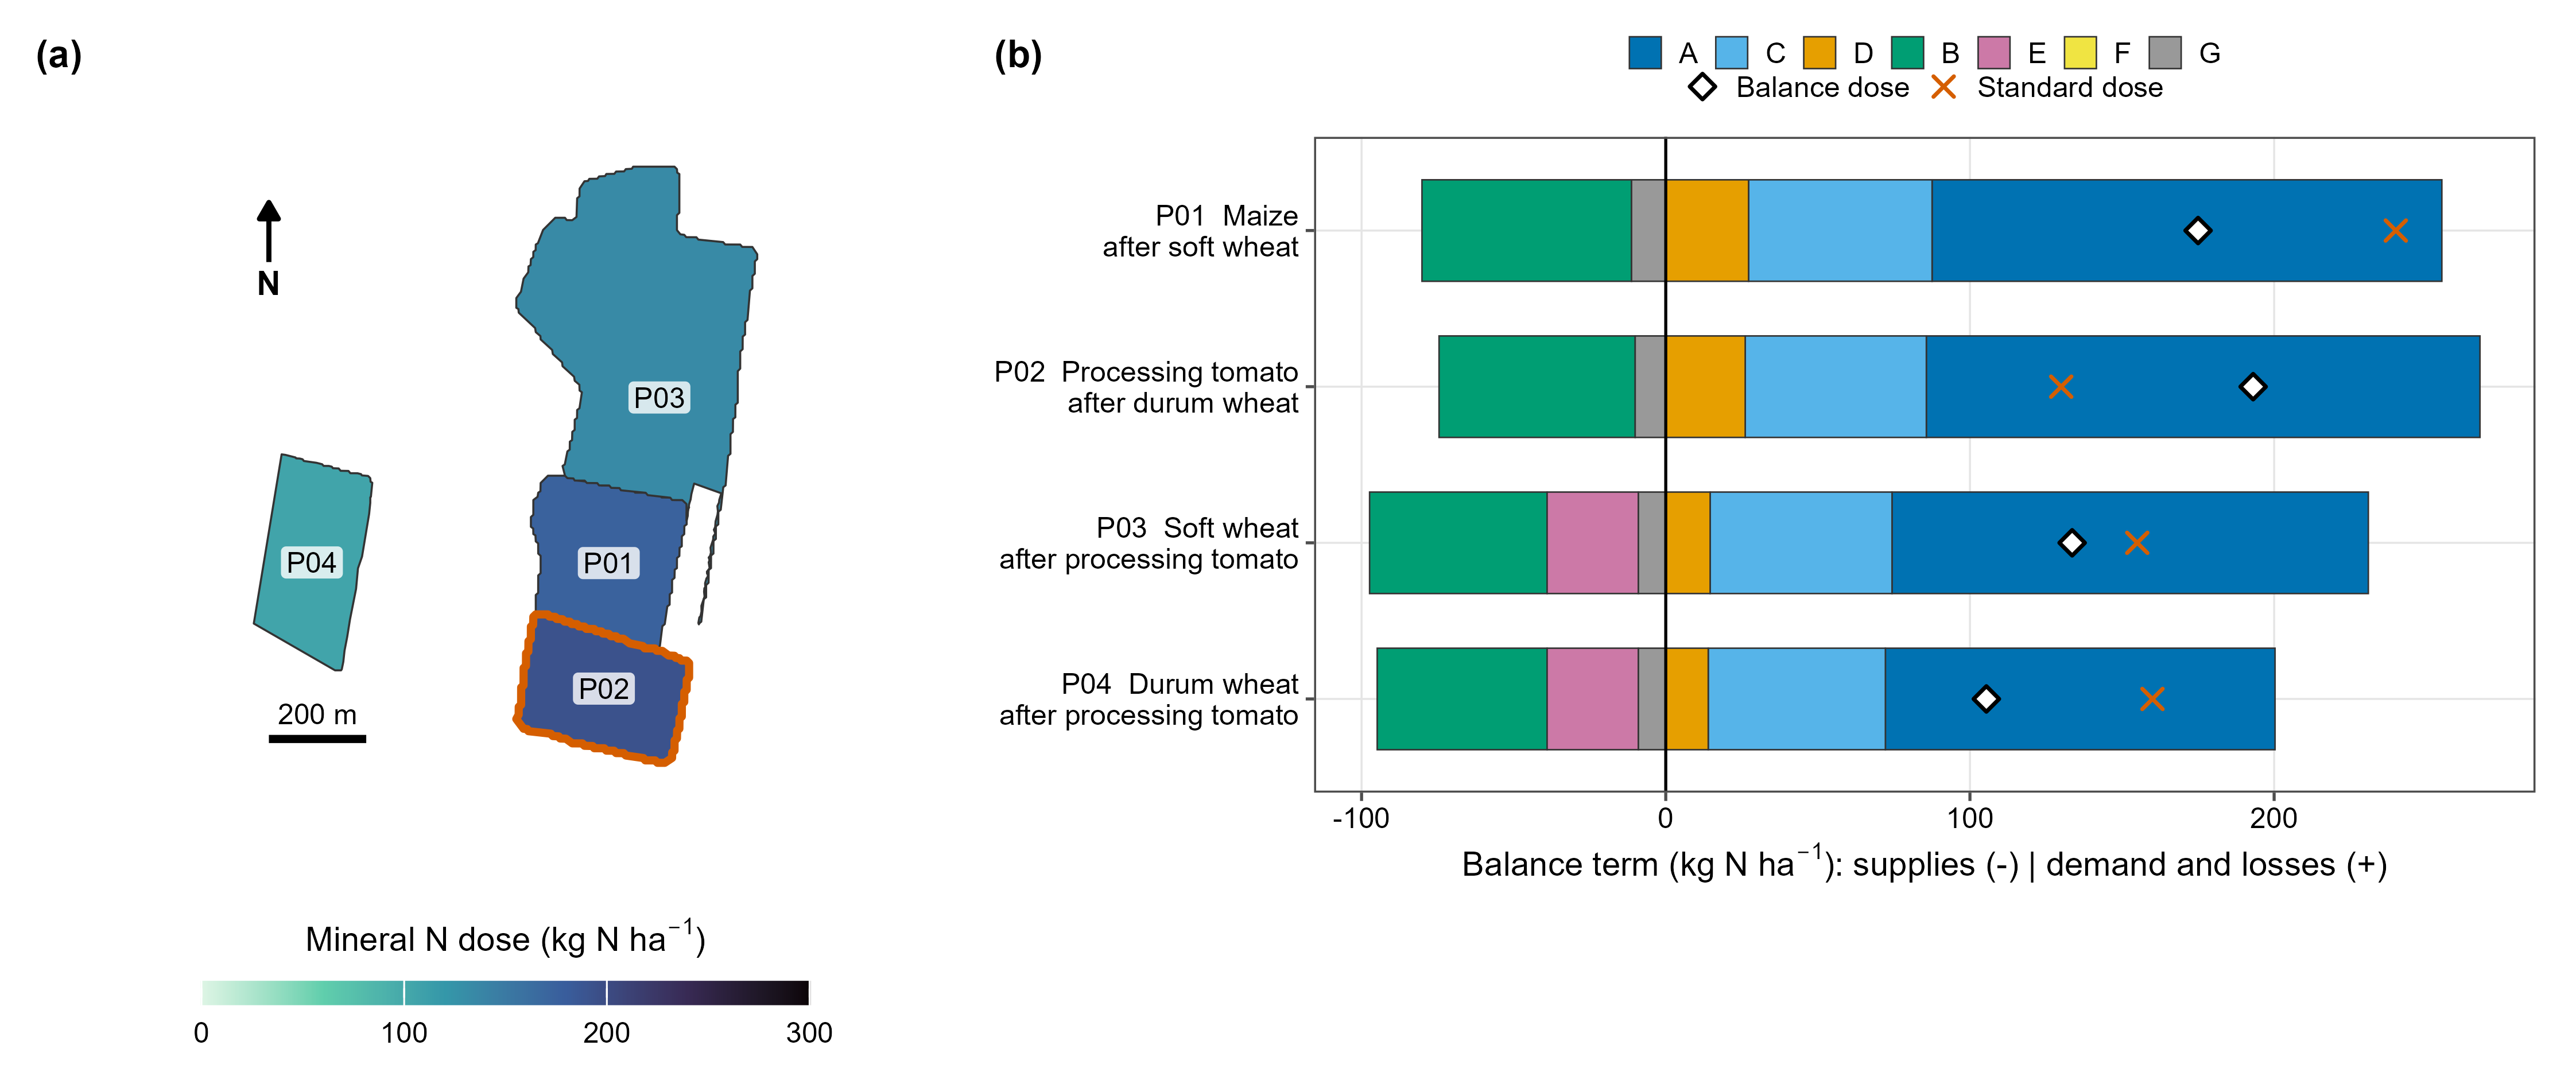 (a)
N
P03
P04
P01
P02
200 m
Mineral N dose (kg N ha⁻¹)
0 100 200 300
(b)
A C D B E F G
Balance dose Standard dose
P01 Maize
after soft wheat
P02 Processing tomato
after durum wheat
P03 Soft wheat
after processing tomato
P04 Durum wheat
after processing tomato
-100 0 100 200
Balance term (kg N ha⁻¹): supplies (-) | demand and losses (+)